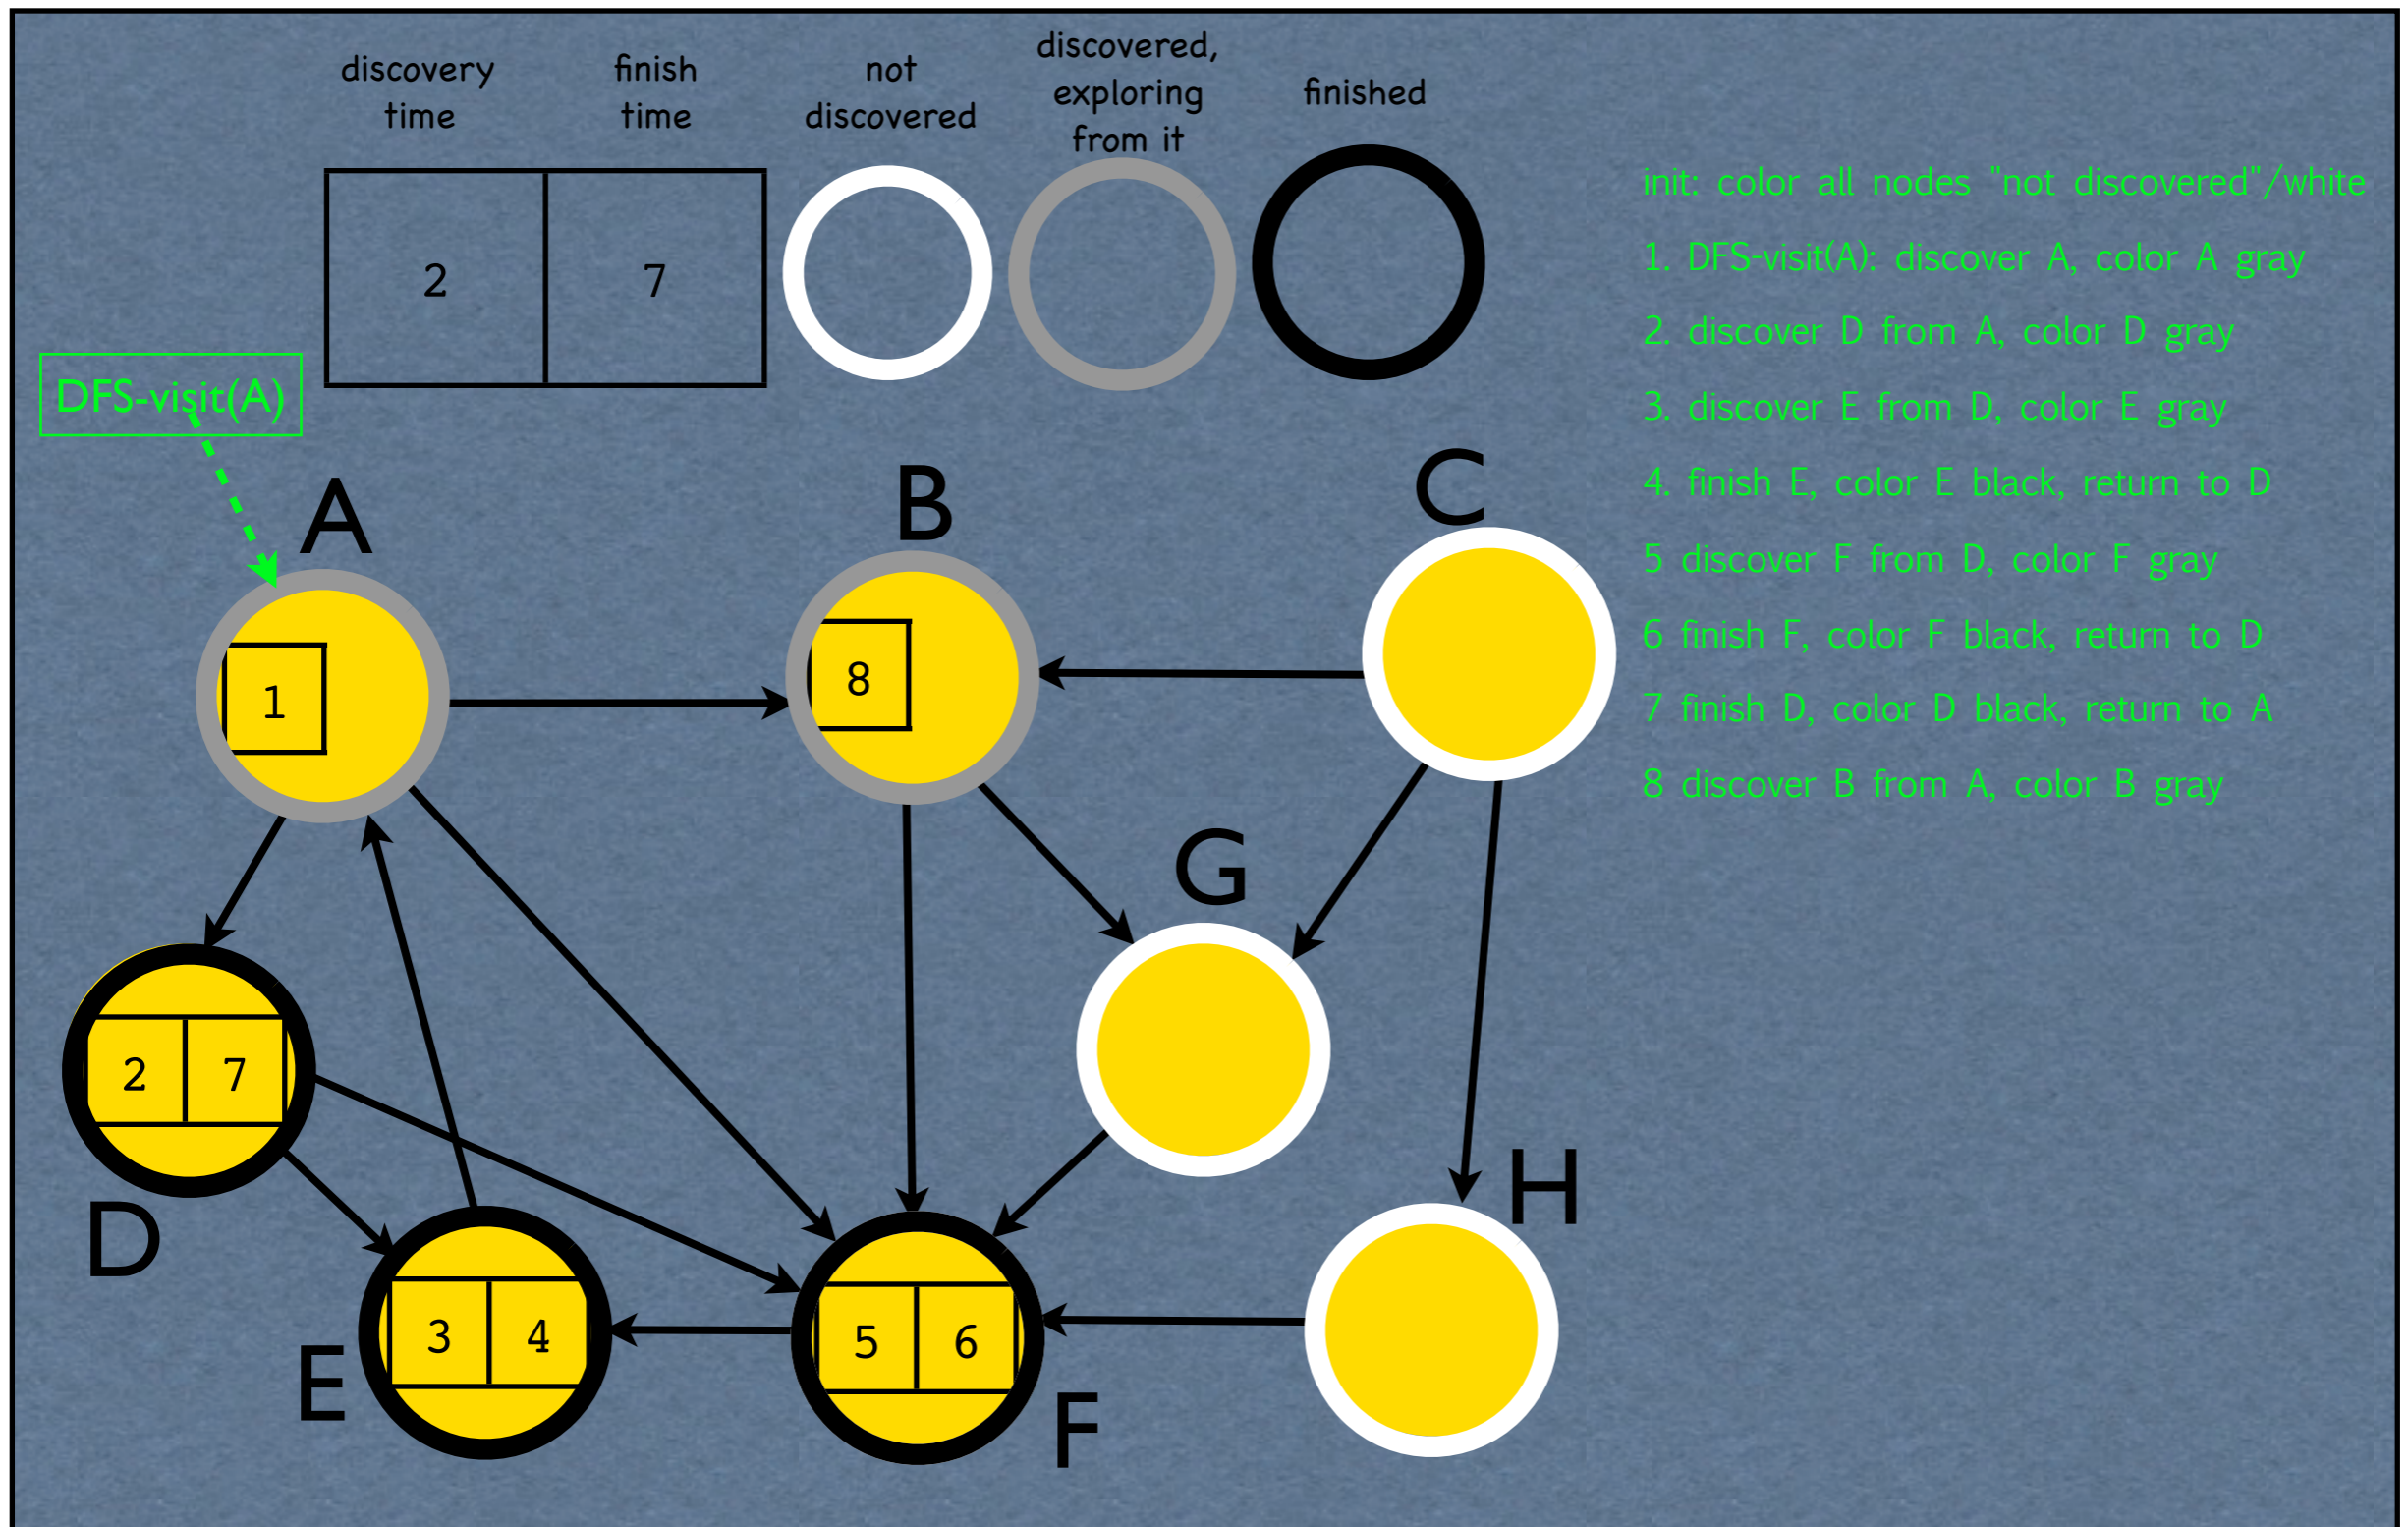 discovery
time
finish
time
not
discovered
discovered,
exploring
from it
finished
2
7
init: color all nodes "not discovered"/white
1. DFS-visit(A): discover A, color A gray
2. discover D from A, color D gray
3. discover E from D, color E gray
4. finish E, color E black, return to D
5 discover F from D, color F gray
6 finish F, color F black, return to D
7 finish D, color D black, return to A
8 discover B from A, color B gray
DFS-visit(A)
A
B
C
1
8
G
2
7
D
H
3
4
E
5
6
F